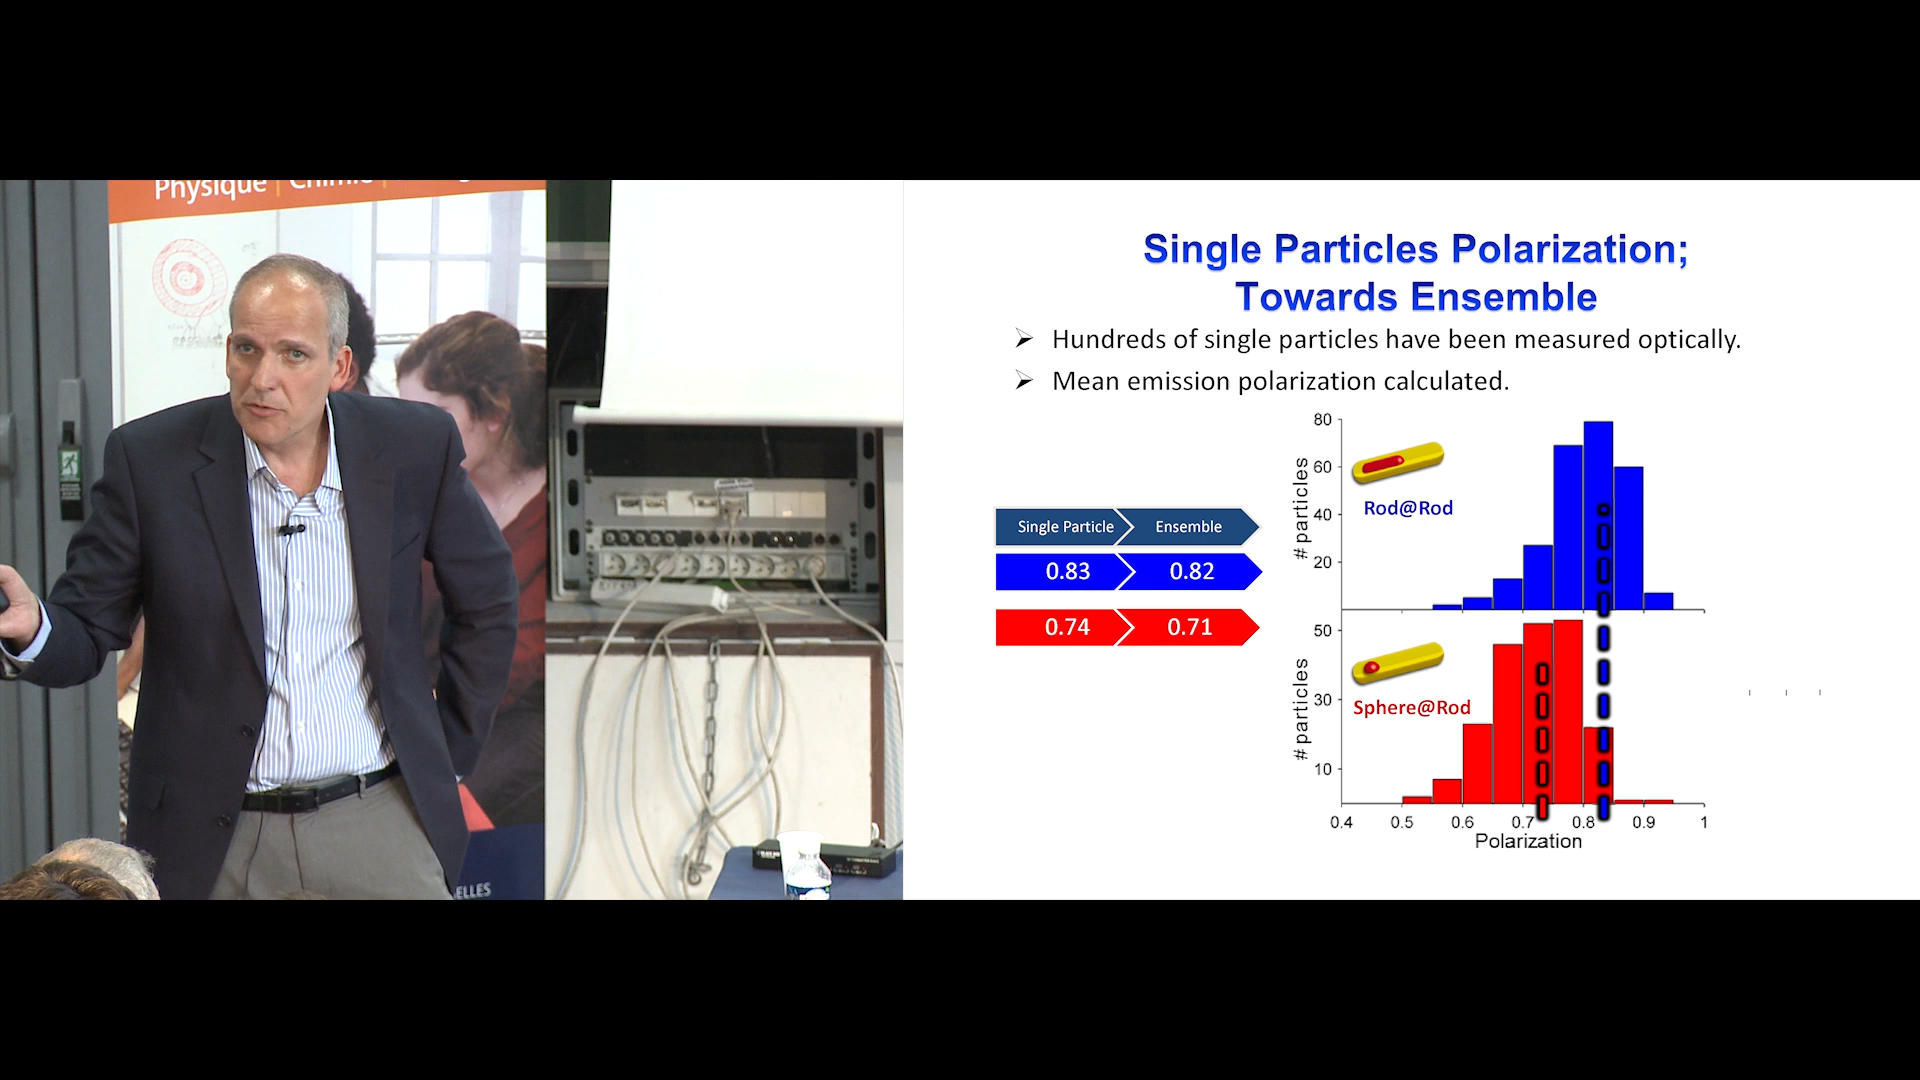 Physique
ELLES
Single Particles Polarization;
Towards Ensemble
Hundreds of single particles have been measured optically.
Mean emission polarization calculated.
Single Particle Ensemble
0.83 0.82
0.74 0.71
80
60
40
20
# particles
Rod@Rod
50
30
10
# particles
Sphere@Rod
0.4 0.5 0.6 0.7 0.8 0.9 1
Polarization